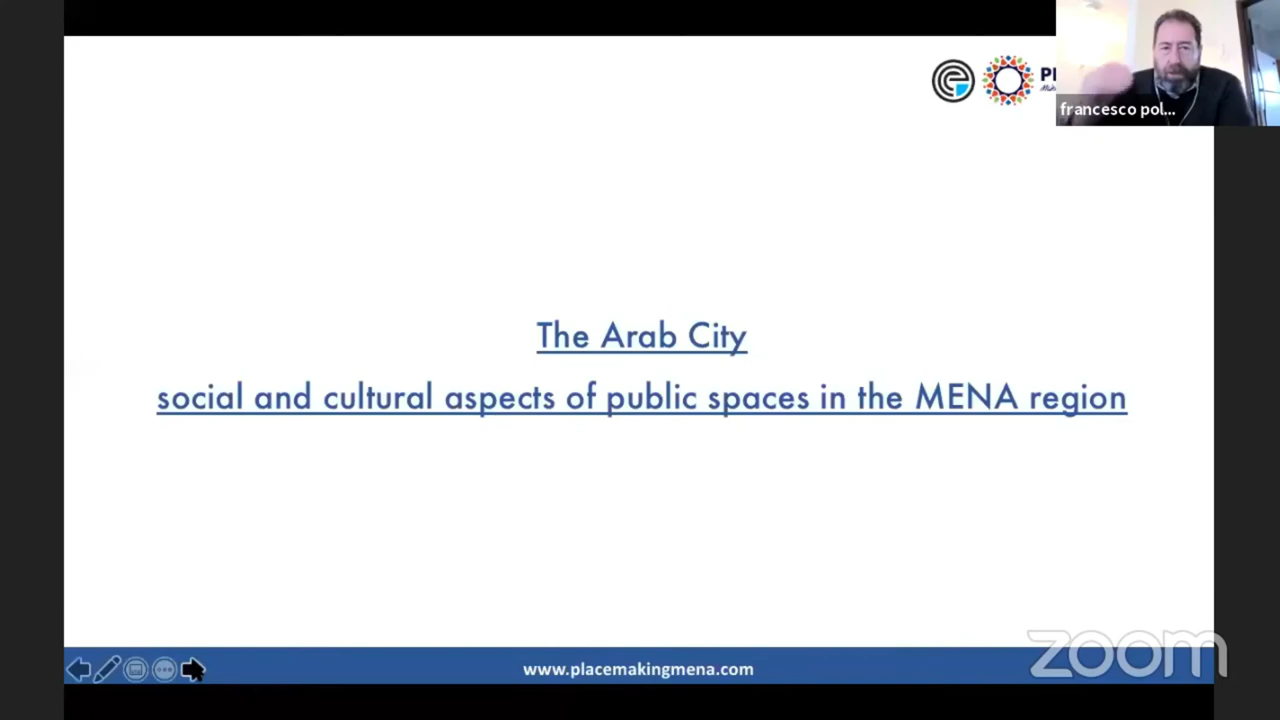 francesco pol...
The Arab City
social and cultural aspects of public spaces in the MENA region
www.placemakingmena.com
zoom